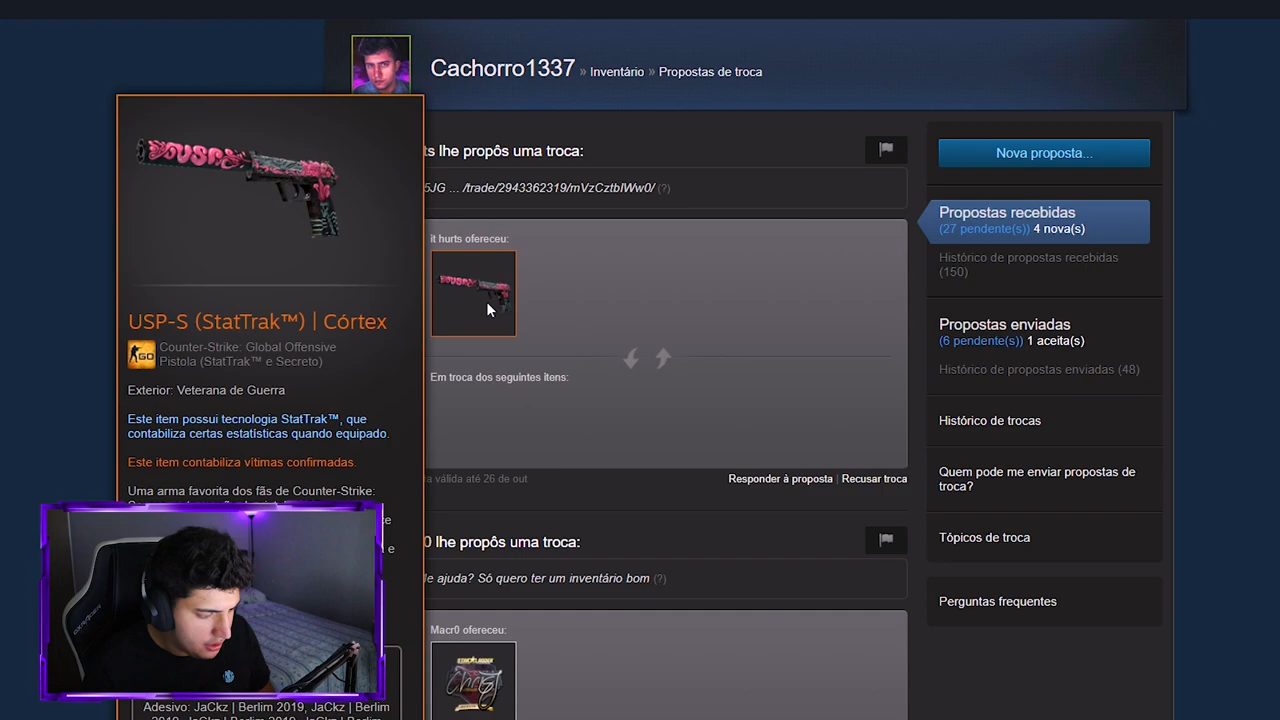 Cachorro1337 » Inventário » Propostas de troca
ts lhe propôs uma troca:
5JG ... /trade/2943362319/mVzCztbIWw0/ (?)
it hurts ofereceu:
Em troca dos seguintes itens:
a válida até 26 de out
Responder à proposta | Recusar troca
0 lhe propôs uma troca:
le ajuda? Só quero ter um inventário bom (?)
Macr0 ofereceu:
USP-S (StatTrak™) | Córtex
Counter-Strike: Global Offensive
Pistola (StatTrak™ e Secreto)
Exterior: Veterana de Guerra
Este item possui tecnologia StatTrak™, que
contabiliza certas estatísticas quando equipado.
Este item contabiliza vítimas confirmadas.
Uma arma favorita dos fãs de Counter-Strike:
e
Adesivo: JaCkz | Berlim 2019, JaCkz | Berlim
2019, JaCkz | Berlim 2019, JaCkz | Berlim
Nova proposta...
Propostas recebidas
(27 pendente(s)) 4 nova(s)
Histórico de propostas recebidas
(150)
Propostas enviadas
(6 pendente(s)) 1 aceita(s)
Histórico de propostas enviadas (48)
Histórico de trocas
Quem pode me enviar propostas de
troca?
Tópicos de troca
Perguntas frequentes